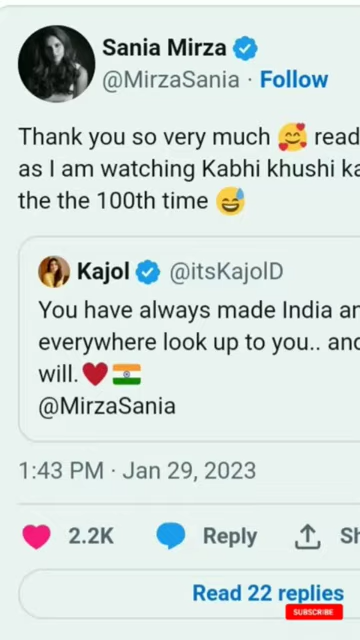 Sania Mirza
@MirzaSania · Follow
Thank you so very much 🥰 read
as I am watching Kabhi khushi ka
the the 100th time 😅
Kajol @itsKajolD
You have always made India an
everywhere look up to you.. and
will.❤️🇮🇳
@MirzaSania
1:43 PM · Jan 29, 2023
2.2K Reply Sh
Read 22 replies
SUBSCRIBE